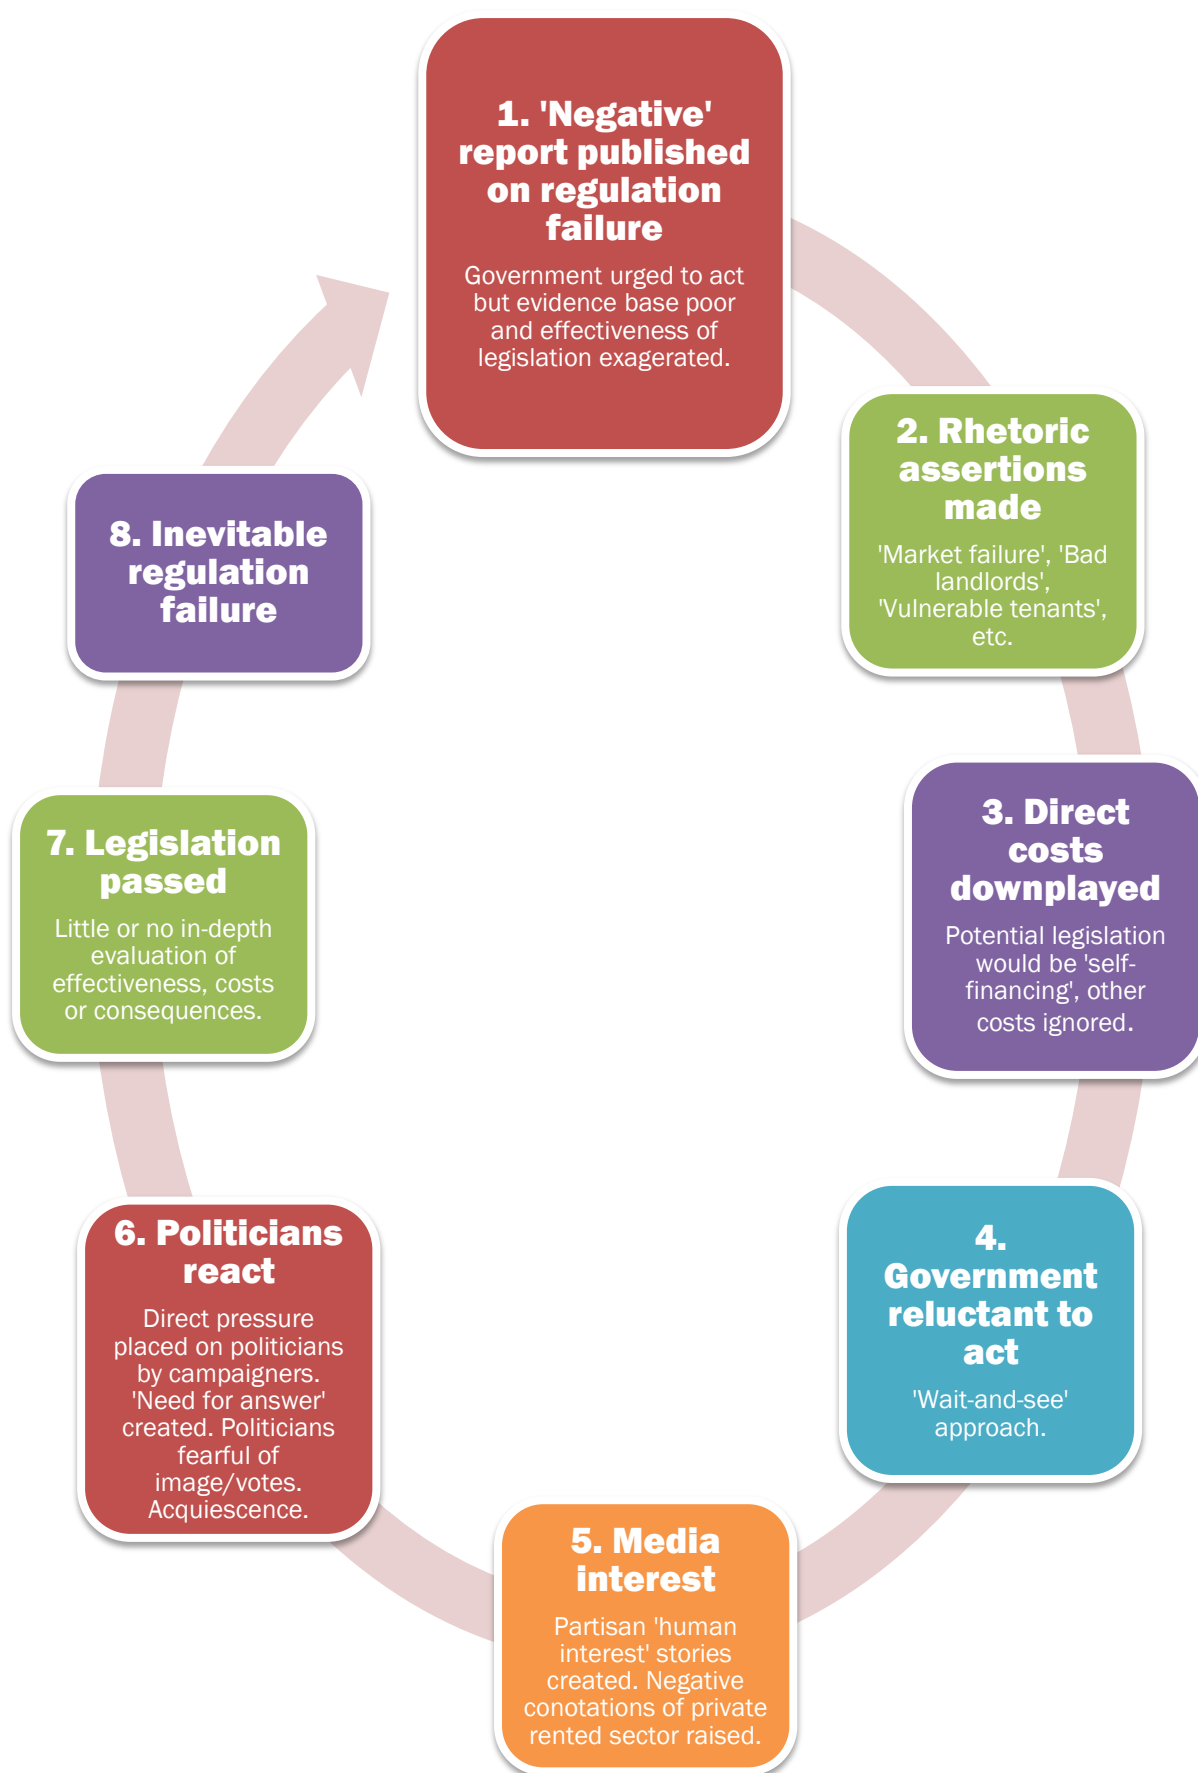 1. 'Negative'
report published
on regulation
failure
Government urged to act
but evidence base poor
and effectiveness of
legislation exagerated.
2. Rhetoric
assertions
made
'Market failure', 'Bad
landlords',
'Vulnerable tenants',
etc.
3. Direct
costs
downplayed
Potential legislation
would be 'self-
financing', other
costs ignored.
4.
Government
reluctant to
act
'Wait-and-see'
approach.
5. Media
interest
Partisan 'human
interest' stories
created. Negative
conotations of private
rented sector raised.
6. Politicians
react
Direct pressure
placed on politicians
by campaigners.
'Need for answer'
created. Politicians
fearful of
image/votes.
Acquiescence.
7. Legislation
passed
Little or no in-depth
evaluation of
effectiveness, costs
or consequences.
8. Inevitable
regulation
failure